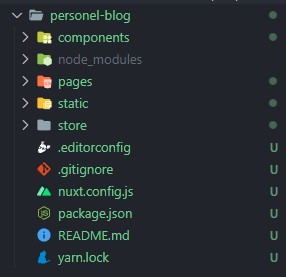 personel-blog
components
node_modules
pages
static
store
.editorconfig U
.gitignore U
nuxt.config.js U
package.json U
README.md U
yarn.lock U